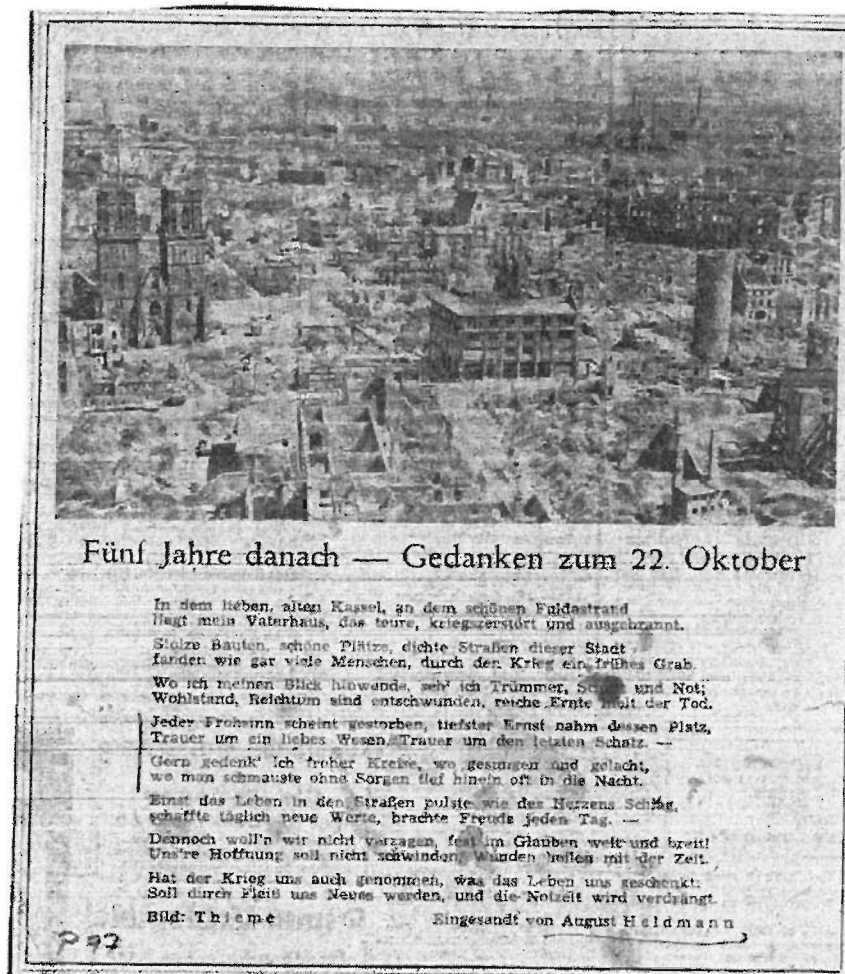 Fünf Jahre danach — Gedanken zum 22. Oktober
In dem lieben, alten Kassel, an dem schönen Fuldastrand
liegt mein Vaterhaus, das teure, kriegszerstört und ausgebrannt.
Stolze Bauten, schöne Plätze, dichte Straßen dieser Stadt
fanden wie gar viele Menschen, durch den Krieg ein frühes Grab.
Wo ich meinen Blick hinwende, seh' ich Trümmer, und Not;
Wohlstand, Reichtum sind entschwunden, reiche Ernte hielt der Tod.
Jeder Frohsinn scheint gestorben, tiefster Ernst nahm dessen Platz,
Trauer um ein liebes Wesen, Trauer um den letzten Schatz. —
Gern gedenk' ich froher Kreise, wo gesungen und gelacht,
wo man schmauste ohne Sorgen tief hinein oft in die Nacht.
Einst das Leben in den Straßen pulste wie des Herzens Schlag,
schaffte täglich neue Werte, brachte Freude jeden Tag. —
Dennoch woll'n wir nicht verzagen, fest im Glauben weit und breit!
Uns're Hoffnung soll nicht schwinden, Wunden heilen mit der Zeit.
Hat der Krieg uns auch genommen, was das Leben uns geschenkt:
Soll durch Fleiß uns Neues werden, und die Notzeit wird verdrängt.
Bild: Thieme Eingesandt von August Heldmann